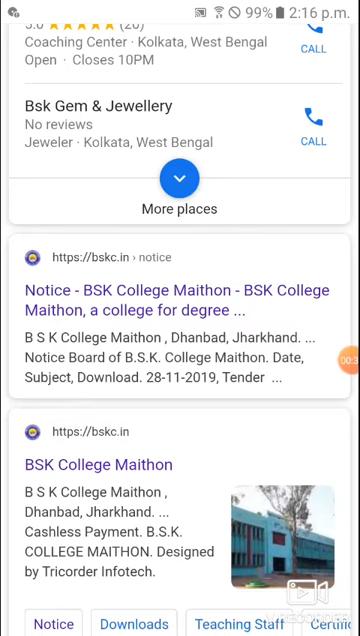 99% 2:16 p.m.
5.0 (20)
Coaching Center · Kolkata, West Bengal
Open · Closes 10PM
CALL
Bsk Gem & Jewellery
No reviews
Jeweler · Kolkata, West Bengal
CALL
More places
https://bskc.in › notice
Notice - BSK College Maithon - BSK College
Maithon, a college for degree ...
B S K College Maithon , Dhanbad, Jharkhand. ...
Notice Board of B.S.K. College Maithon. Date,
Subject, Download. 28-11-2019, Tender ...
https://bskc.in
BSK College Maithon
B S K College Maithon ,
Dhanbad, Jharkhand. ...
Cashless Payment. B.S.K.
COLLEGE MAITHON. Designed
by Tricorder Infotech.
Notice Downloads Teaching Staff